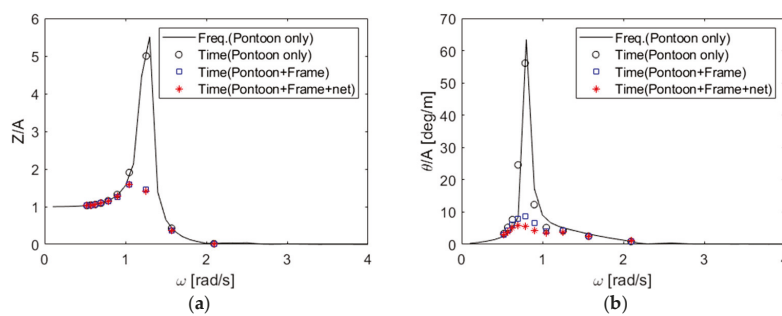 6
5
4
3
2
1
0
Z/A
0
1
2
3
4
ω [rad/s]
Freq.(Pontoon only)
Time(Pontoon only)
Time(Pontoon+Frame)
Time(Pontoon+Frame+net)
(a)
70
60
50
40
30
20
10
0
θ/A [deg/m]
0
1
2
3
4
ω [rad/s]
Freq.(Pontoon only)
Time(Pontoon only)
Time(Pontoon+Frame)
Time(Pontoon+Frame+net)
(b)